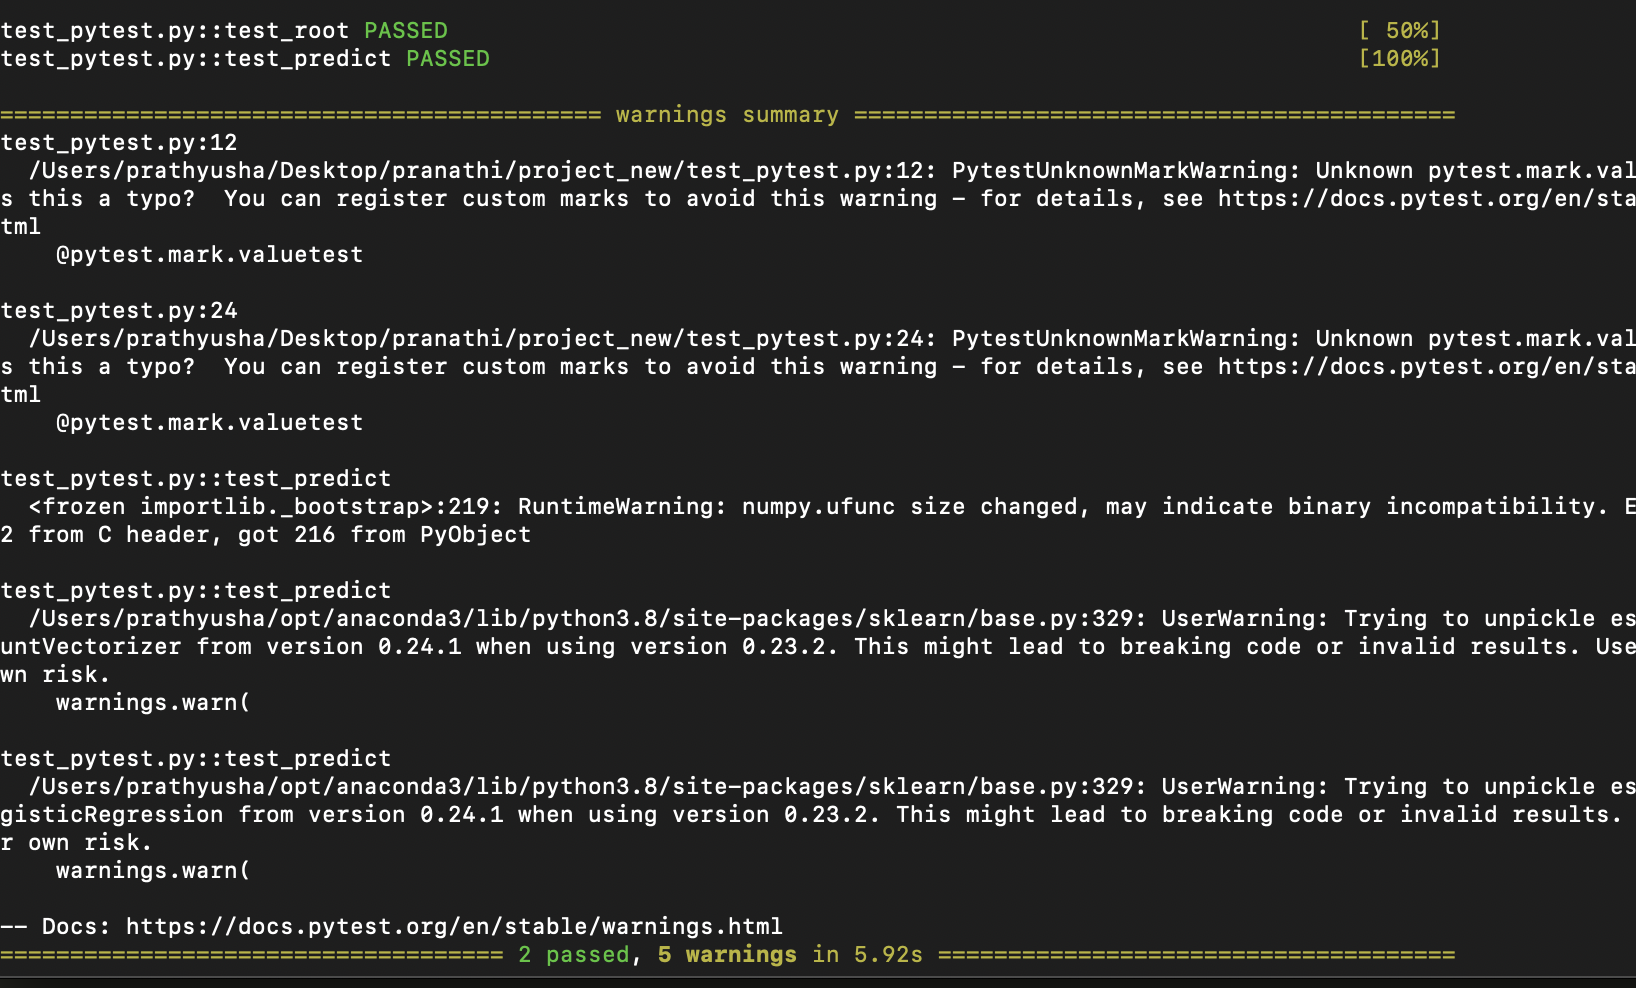 test_pytest.py::test_root PASSED [ 50%]
test_pytest.py::test_predict PASSED [100%]
=========================================== warnings summary ===========================================
test_pytest.py:12
/Users/prathyusha/Desktop/pranathi/project_new/test_pytest.py:12: PytestUnknownMarkWarning: Unknown pytest.mark.val
s this a typo?  You can register custom marks to avoid this warning - for details, see https://docs.pytest.org/en/sta
tml
@pytest.mark.valuetest
test_pytest.py:24
/Users/prathyusha/Desktop/pranathi/project_new/test_pytest.py:24: PytestUnknownMarkWarning: Unknown pytest.mark.val
s this a typo?  You can register custom marks to avoid this warning - for details, see https://docs.pytest.org/en/sta
tml
@pytest.mark.valuetest
test_pytest.py::test_predict
<frozen importlib._bootstrap>:219: RuntimeWarning: numpy.ufunc size changed, may indicate binary incompatibility. E
2 from C header, got 216 from PyObject
test_pytest.py::test_predict
/Users/prathyusha/opt/anaconda3/lib/python3.8/site-packages/sklearn/base.py:329: UserWarning: Trying to unpickle es
untVectorizer from version 0.24.1 when using version 0.23.2. This might lead to breaking code or invalid results. Use
wn risk.
warnings.warn(
test_pytest.py::test_predict
/Users/prathyusha/opt/anaconda3/lib/python3.8/site-packages/sklearn/base.py:329: UserWarning: Trying to unpickle es
gisticRegression from version 0.24.1 when using version 0.23.2. This might lead to breaking code or invalid results.
r own risk.
warnings.warn(
-- Docs: https://docs.pytest.org/en/stable/warnings.html
==================================== 2 passed, 5 warnings in 5.92s =====================================